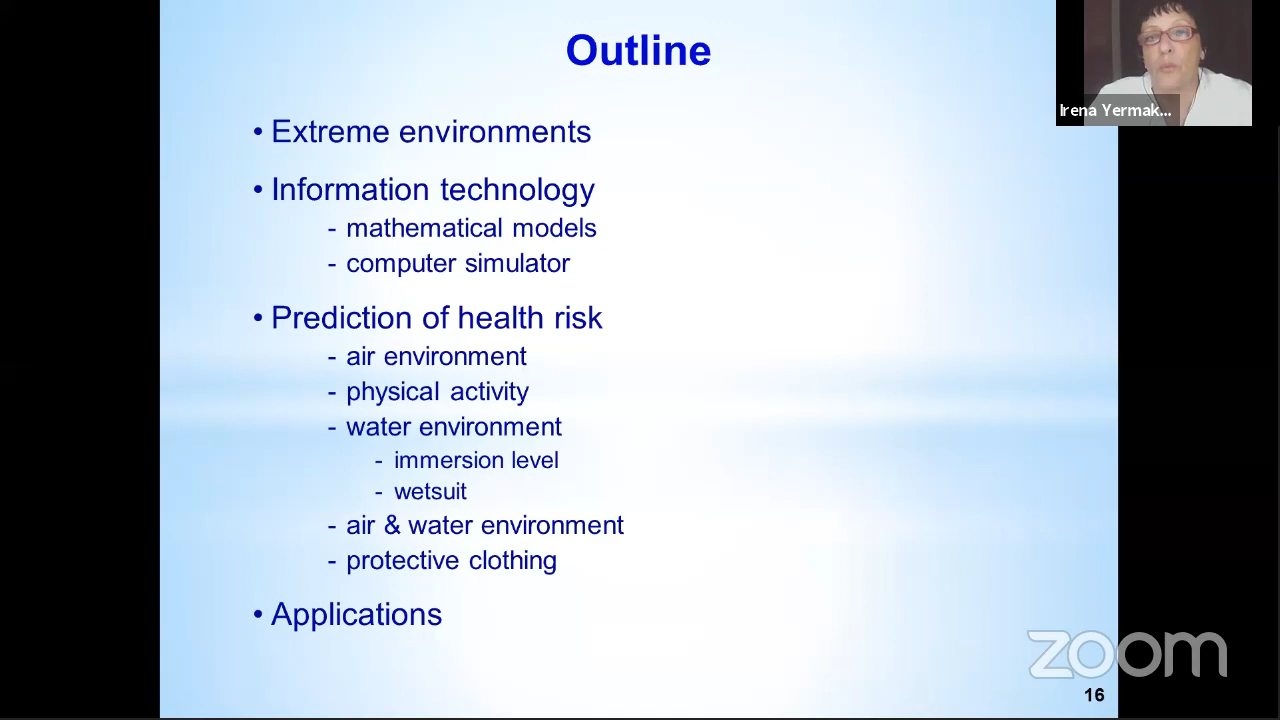 Outline
• Extreme environments
• Information technology
- mathematical models
- computer simulator
• Prediction of health risk
- air environment
- physical activity
- water environment
- immersion level
- wetsuit
- air & water environment
- protective clothing
• Applications
Irena Yermak...
zoom
16